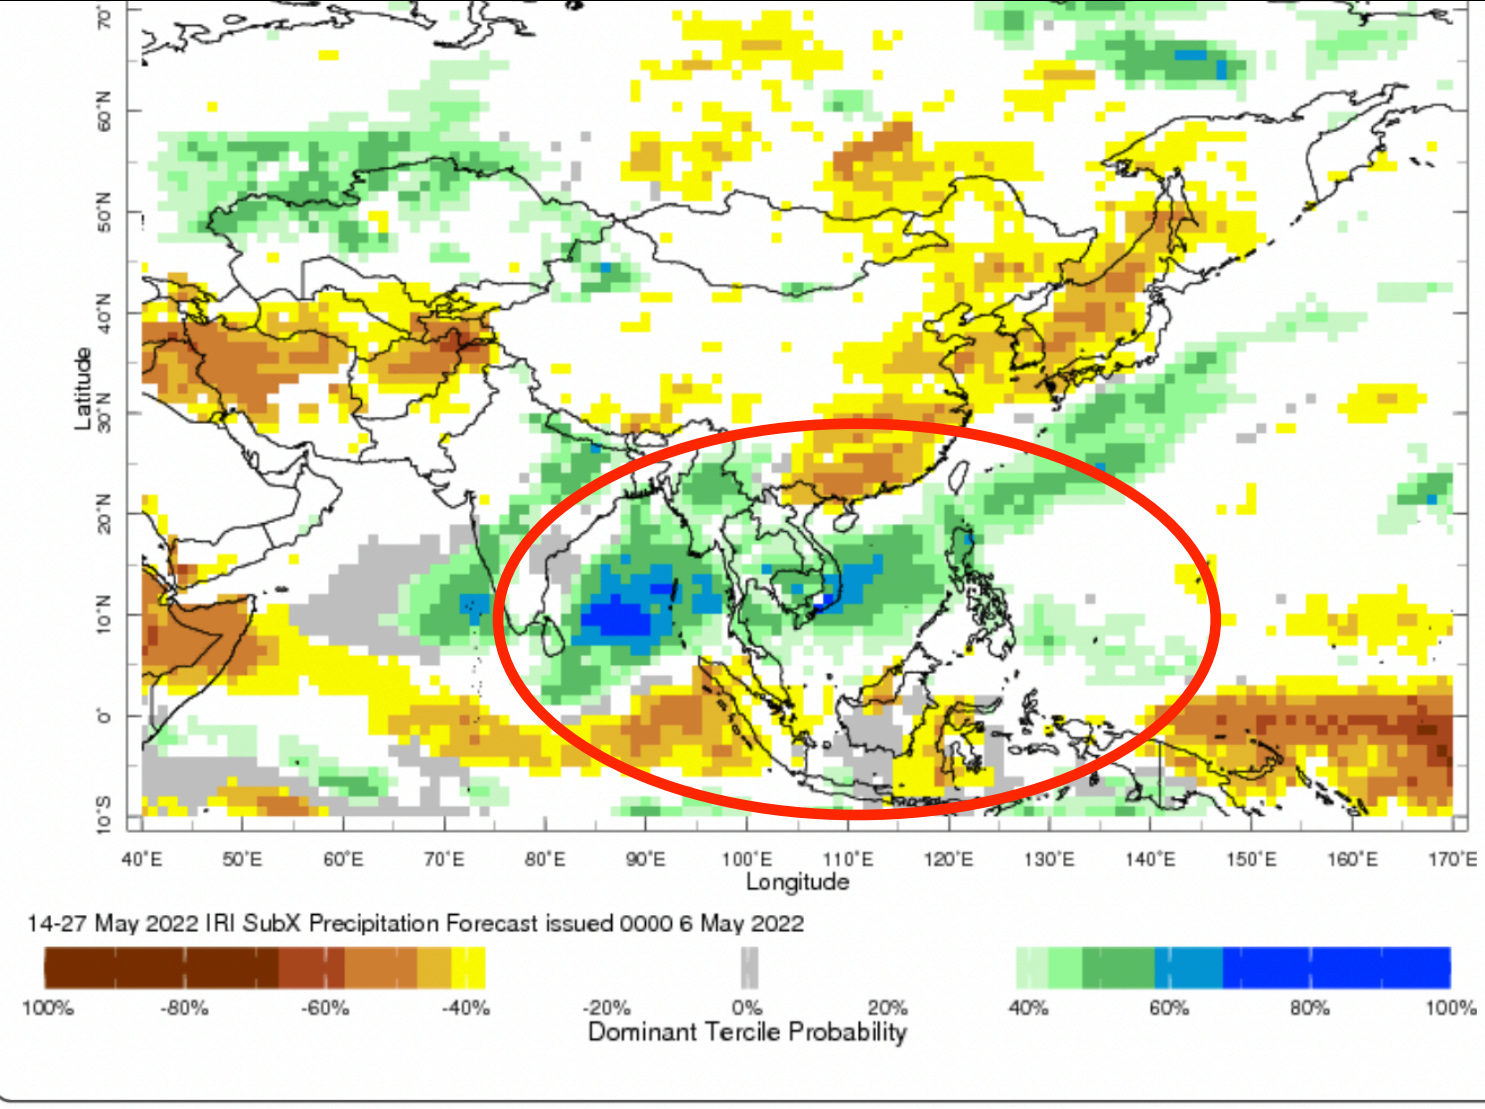 70°
60°N
50°N
40°N
30°N
20°N
10°N
0°
10°S
Latitude
40°E 50°E 60°E 70°E 80°E 90°E 100°E 110°E 120°E 130°E 140°E 150°E 160°E 170°E
Longitude
14-27 May 2022 IRI SubX Precipitation Forecast issued 0000 6 May 2022
100% -80% -60% -40% -20% 0% 20% 40% 60% 80% 100%
Dominant Tercile Probability